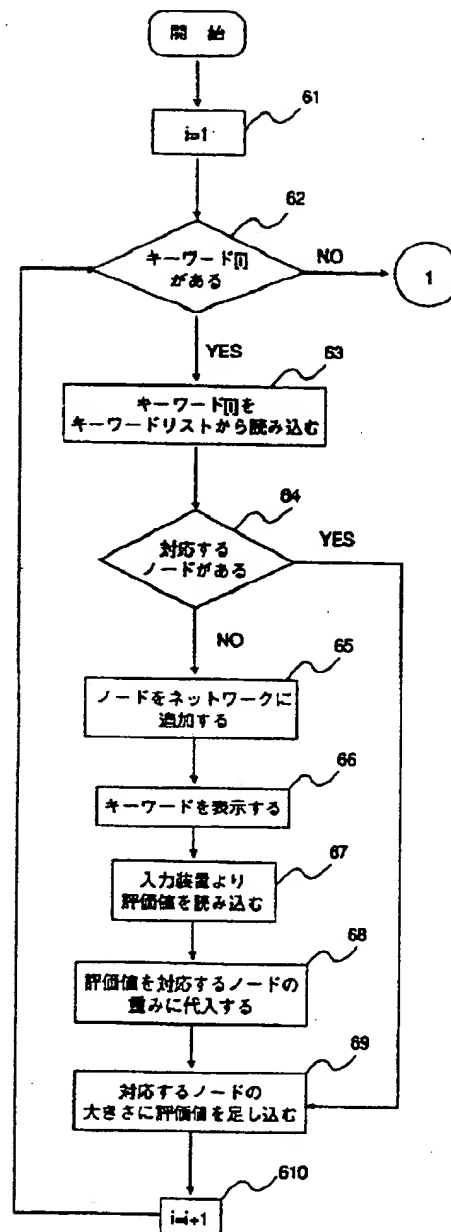 開 始
61
i=1
62
キーワード[i]
がある
NO
1
YES
63
キーワード[i]を
キーワードリストから読み込む
64
対応する
ノードがある
YES
NO
65
ノードをネットワークに
追加する
66
キーワードを表示する
67
入力装置より
評価値を読み込む
68
評価値を対応するノードの
重みに代入する
69
対応するノードの
大きさに評価値を足し込む
610
i=i+1